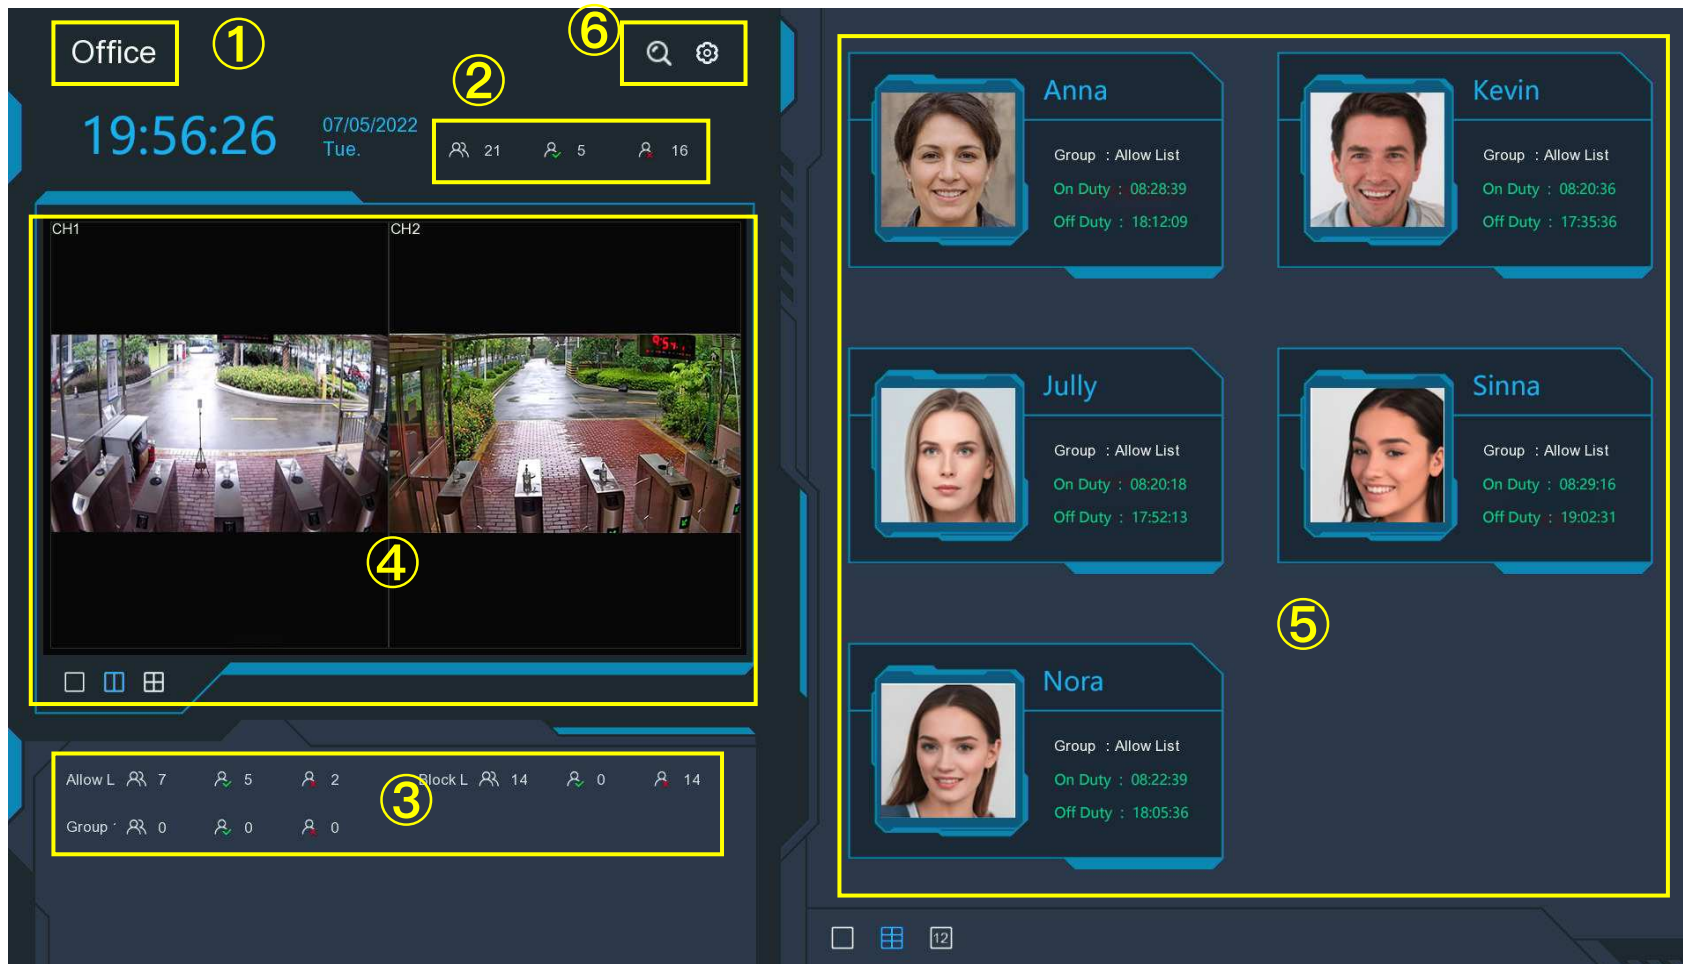 Office
①
⑥
②
19:56:26
07/05/2022
Tue.
21 5 16
CH1
CH2
9:54
④
Allow L 7 5 2
③
Block L 14 0 14
Group 0 0 0
Anna
Group : Allow List
On Duty : 08:28:39
Off Duty : 18:12:09
Kevin
Group : Allow List
On Duty : 08:20:36
Off Duty : 17:35:36
Jully
Group : Allow List
On Duty : 08:20:18
Off Duty : 17:52:13
Sinna
Group : Allow List
On Duty : 08:29:16
Off Duty : 19:02:31
⑤
Nora
Group : Allow List
On Duty : 08:22:39
Off Duty : 18:05:36
12